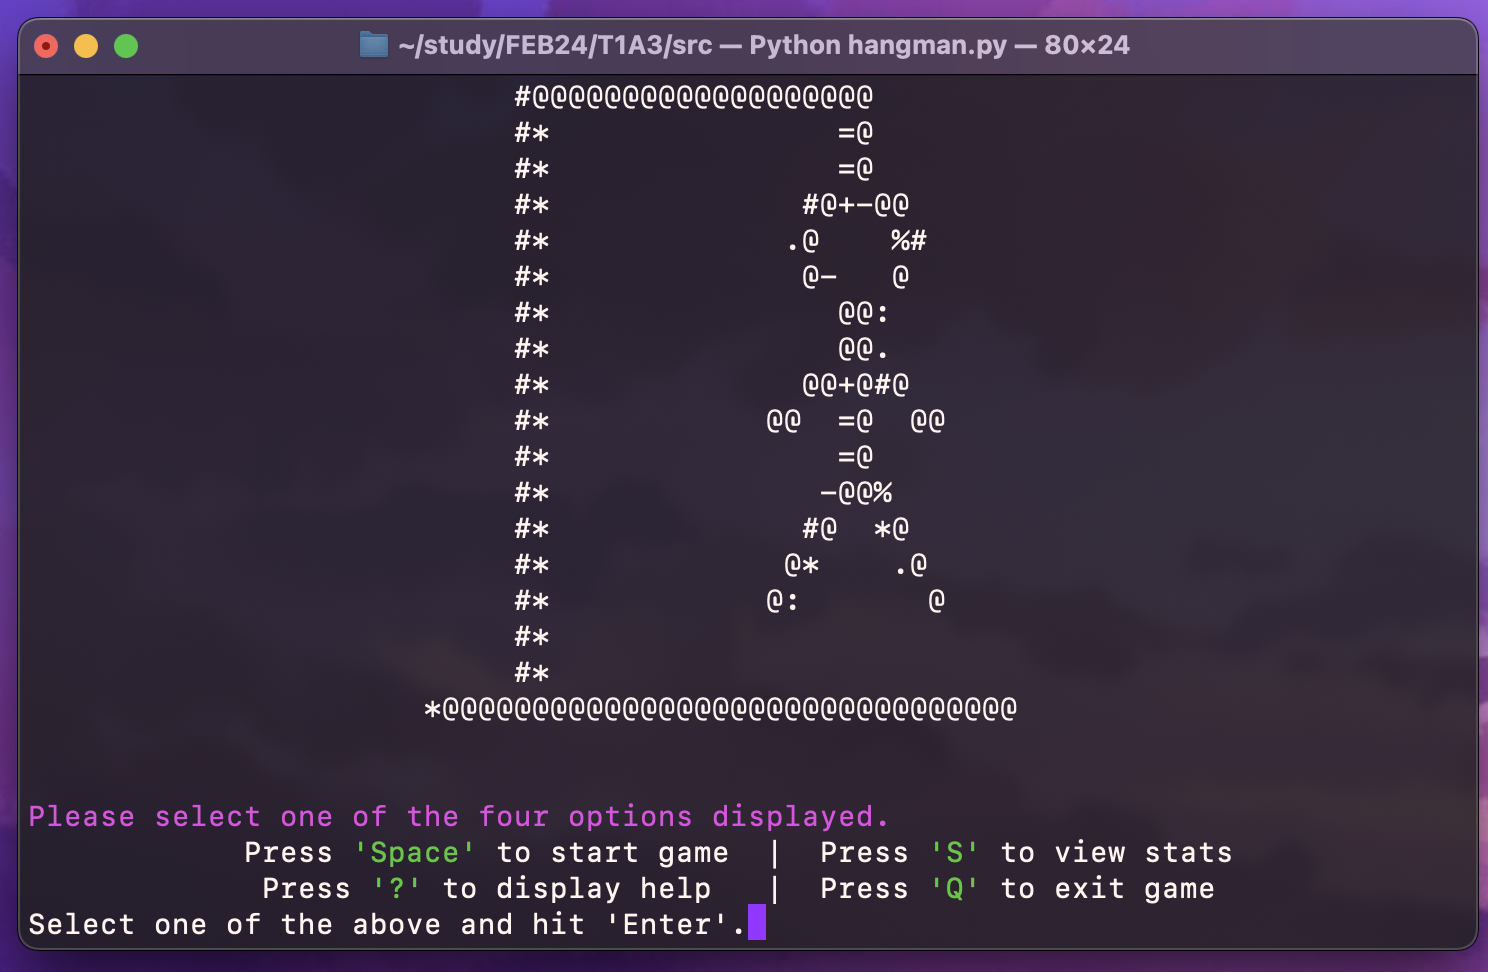 ~/study/FEB24/T1A3/src — Python hangman.py — 80×24
#@@@@@@@@@@@@@@@@@@@
#*                =@
#*                =@
#*              #@+-@@
#*             .@    %#
#*              @-   @
#*                @@:
#*                @@.
#*              @@+@#@
#*            @@  =@  @@
#*                =@
#*               -@@%
#*              #@  *@
#*             @*    .@
#*            @:       @
#*
#*
*@@@@@@@@@@@@@@@@@@@@@@@@@@@@@@@@
Please select one of the four options displayed.
Press 'Space' to start game  |  Press 'S' to view stats
Press '?' to display help   |  Press 'Q' to exit game
Select one of the above and hit 'Enter'.